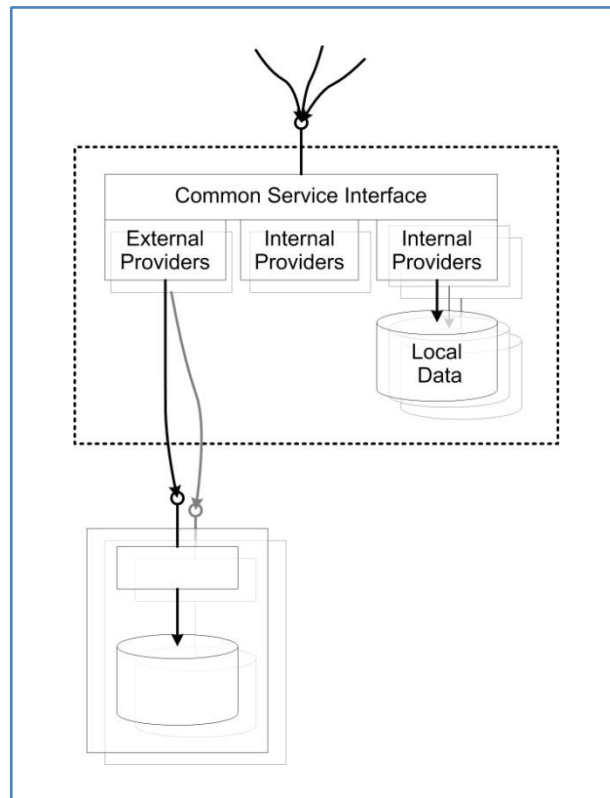 Common Service Interface
External
Providers
Internal
Providers
Internal
Providers
Local
Data